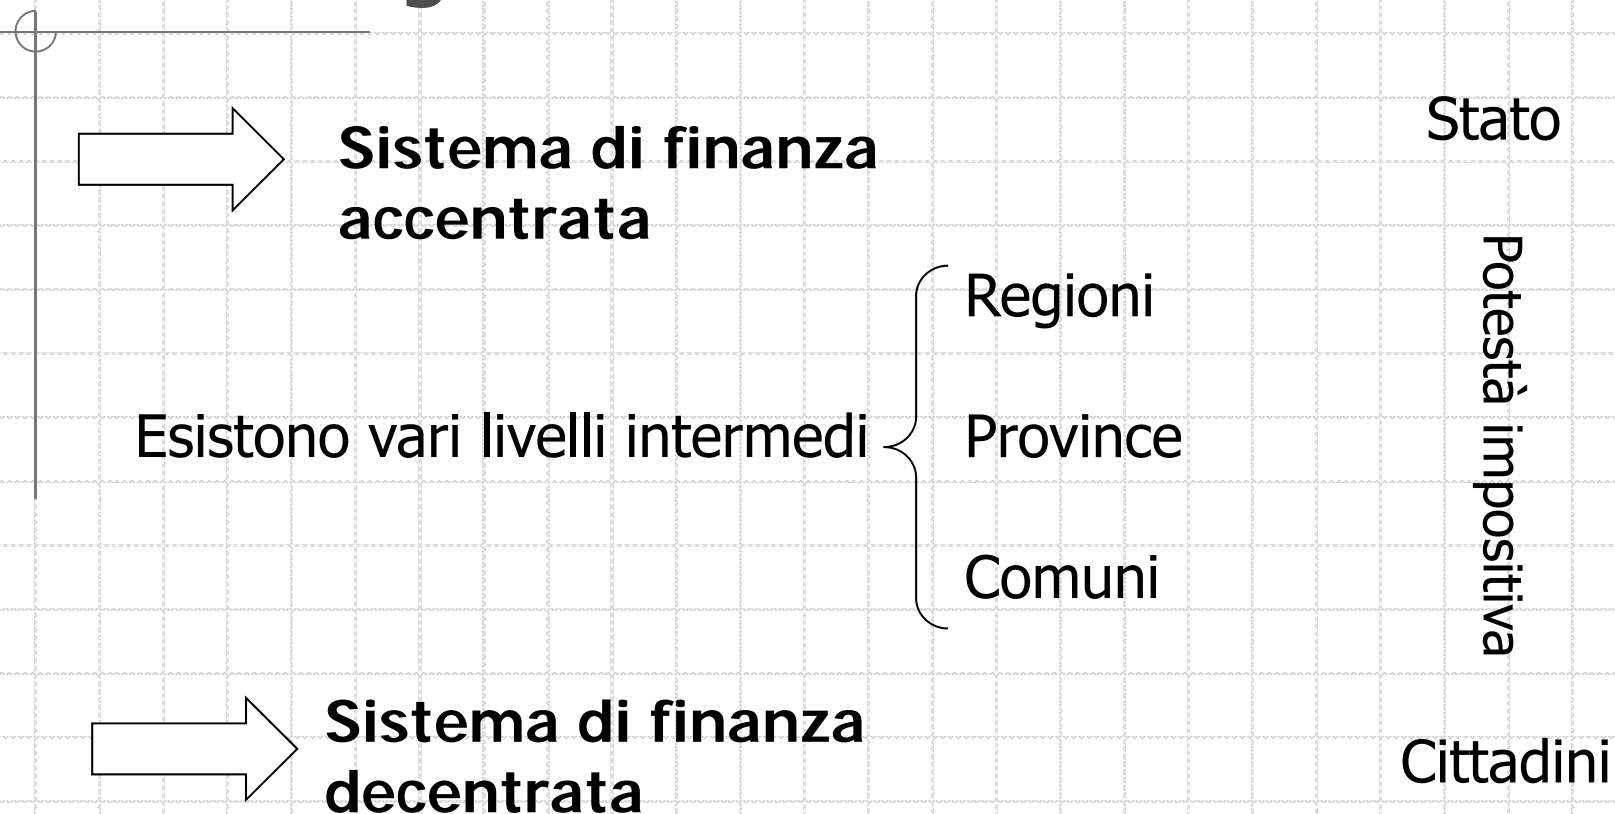 Sistema di finanza
accentrata
Stato
Regioni
Esistono vari livelli intermedi
Province
Comuni
Potestà impositiva
Sistema di finanza
decentrata
Cittadini